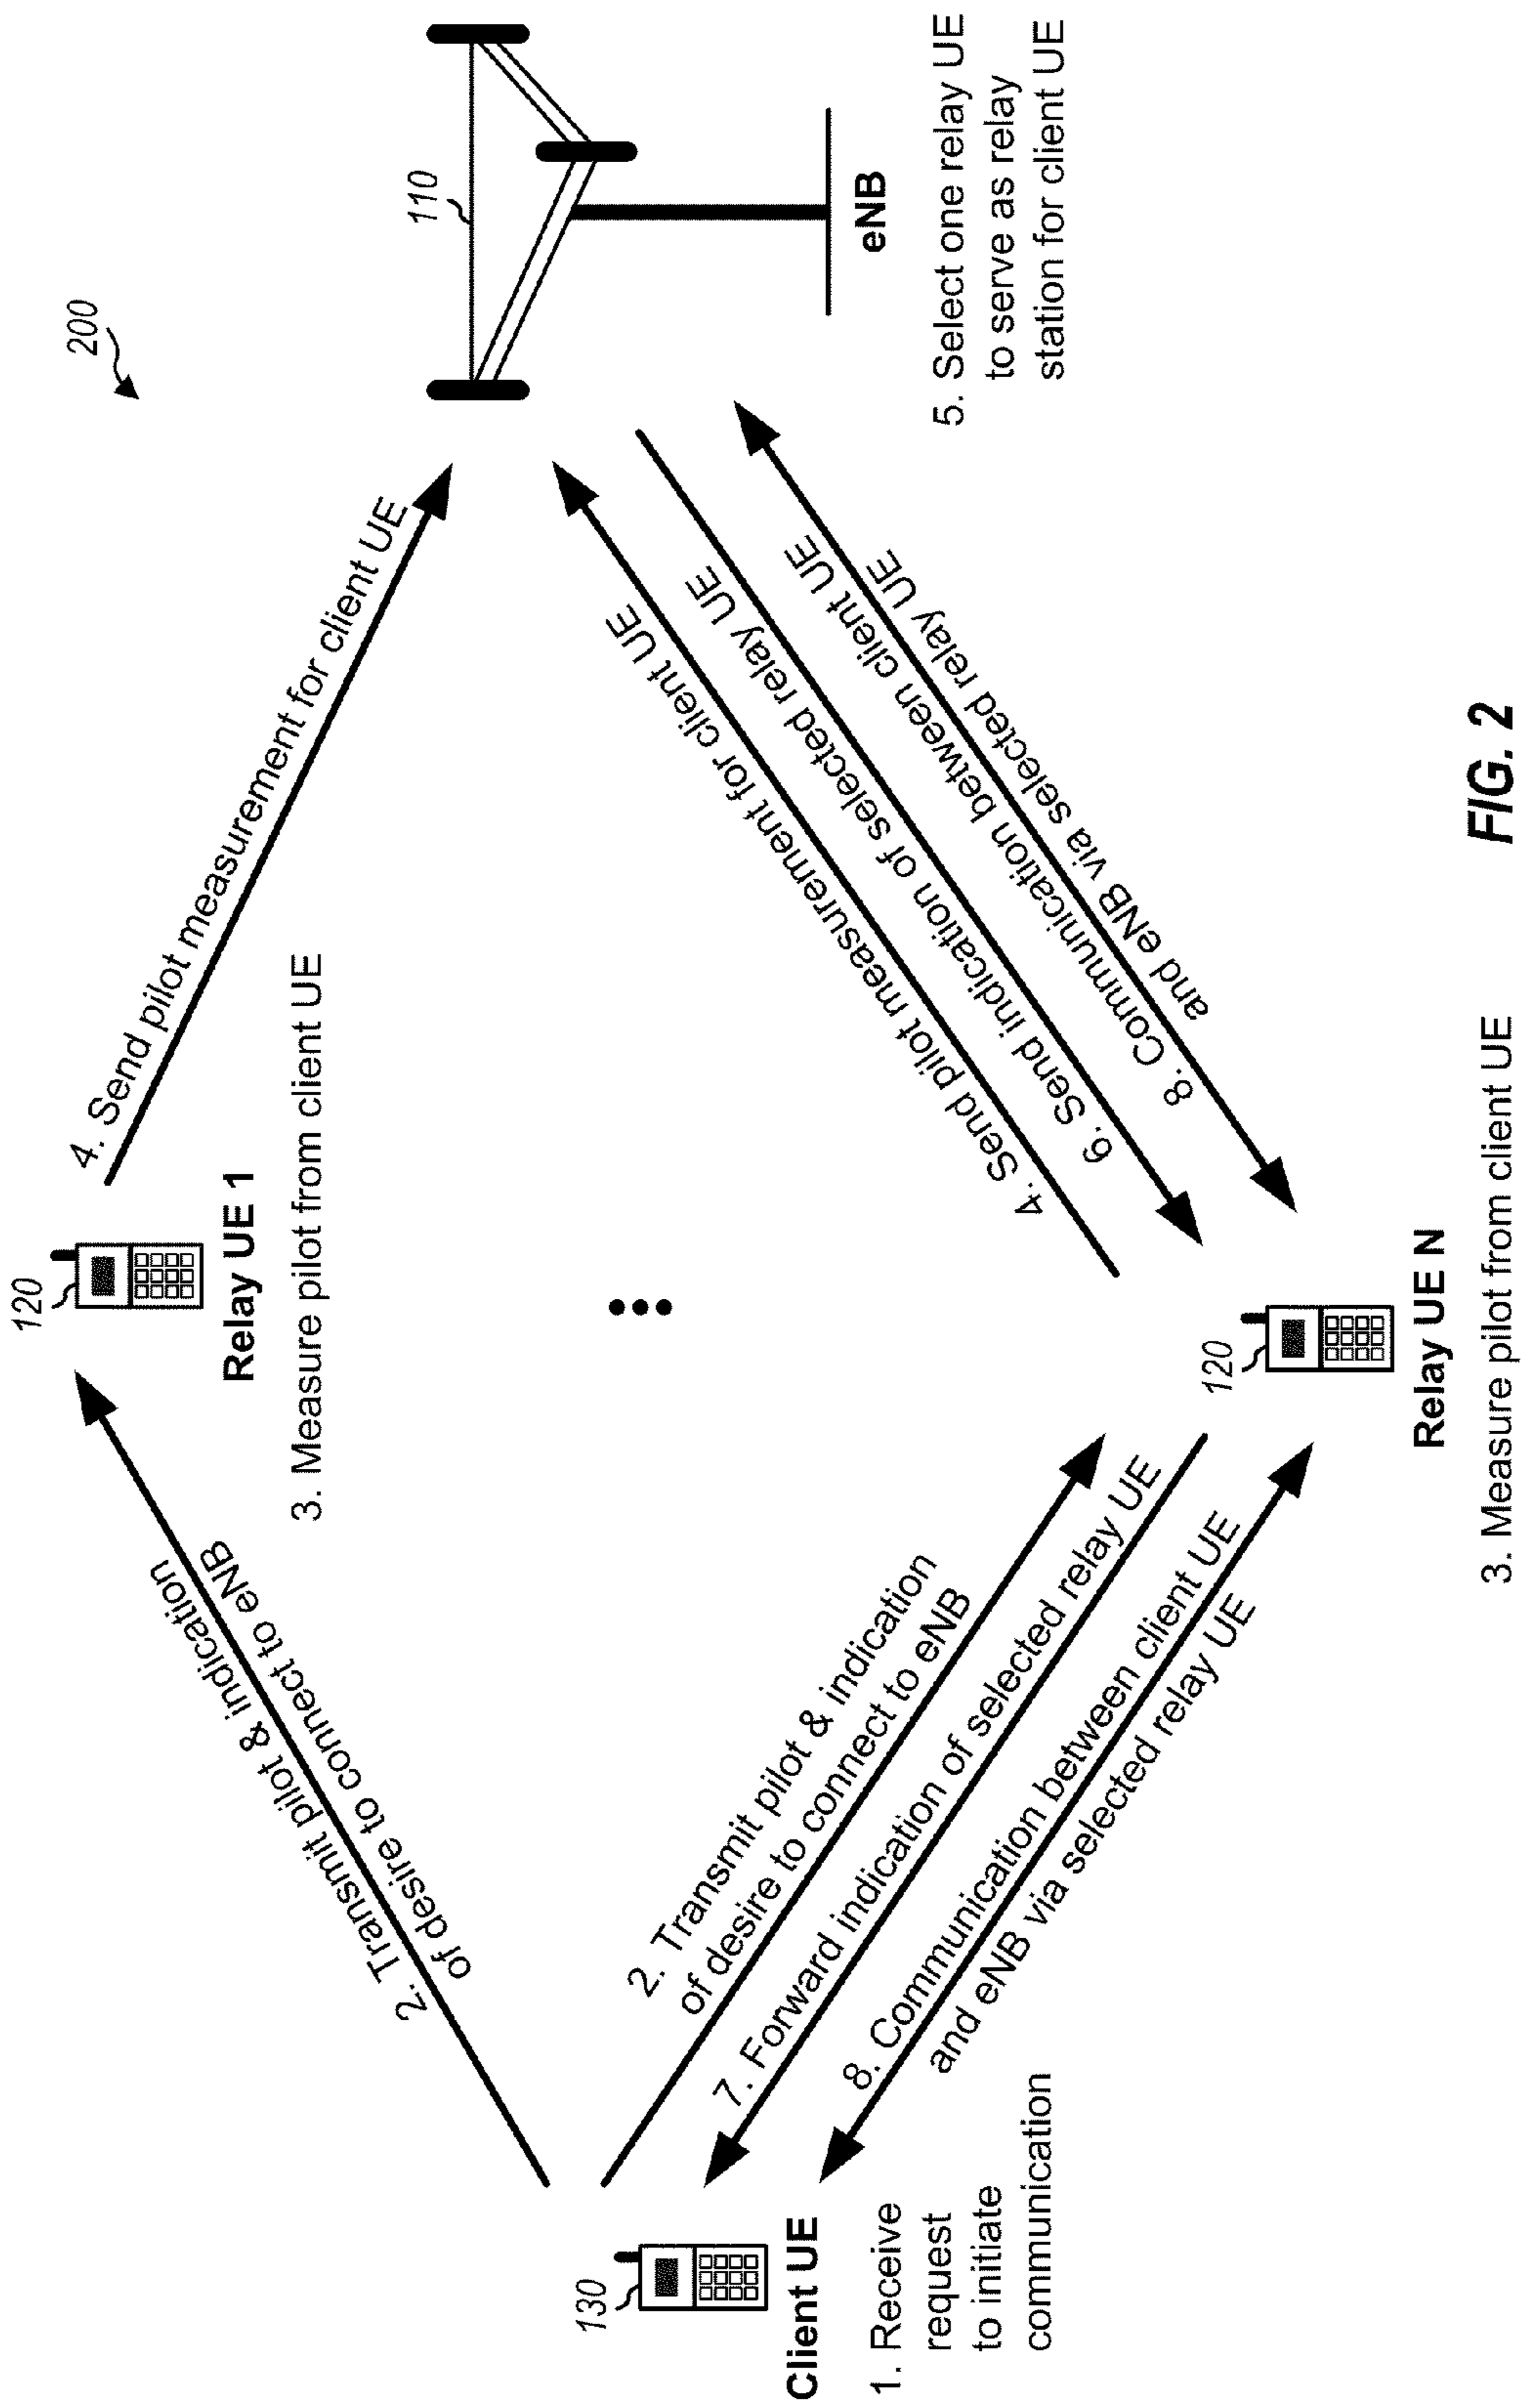 200
120
Relay UE 1
3. Measure pilot from client UE
2. Transmit pilot & indication
of desire to connect to eNB
4. Send pilot measurement for client UE
110
eNB
5. Select one relay UE
to serve as relay
station for client UE
130
Client UE
1. Receive
request
to initiate
communication
2. Transmit pilot & indication
of desire to connect to eNB
7. Forward indication of selected relay UE
8. Communication between client UE
and eNB via selected relay UE
4. Send pilot measurement for client UE
6. Send indication of selected relay UE
8. Communication between client UE
and eNB via selected relay UE
120
Relay UE N
3. Measure pilot from client UE
FIG. 2